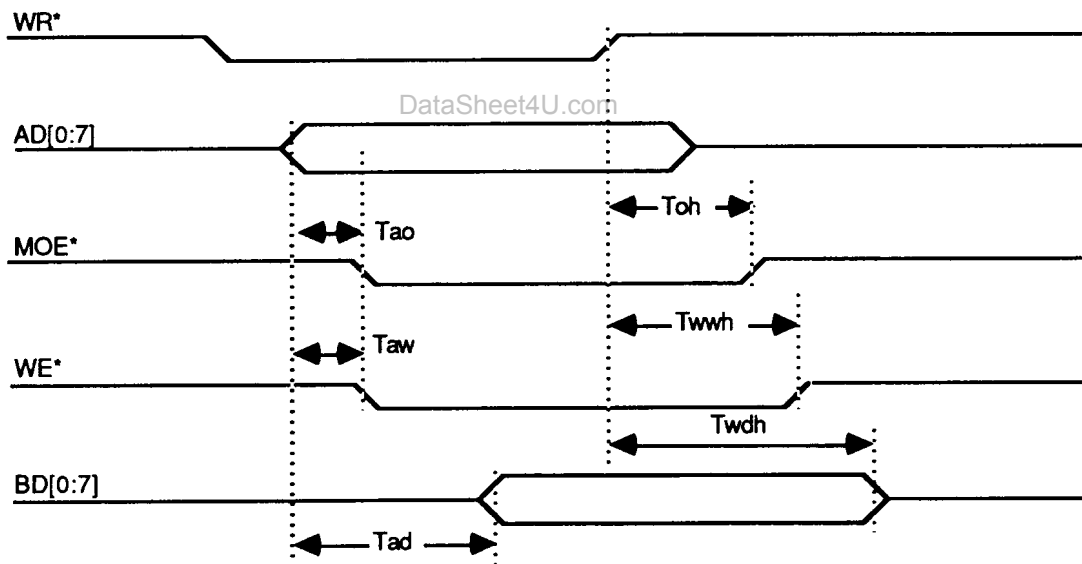 WR*
DataSheet4U.com
AD[0:7]
Toh
Tao
MOE*
Twwh
Taw
WE*
Twdh
BD[0:7]
Tad